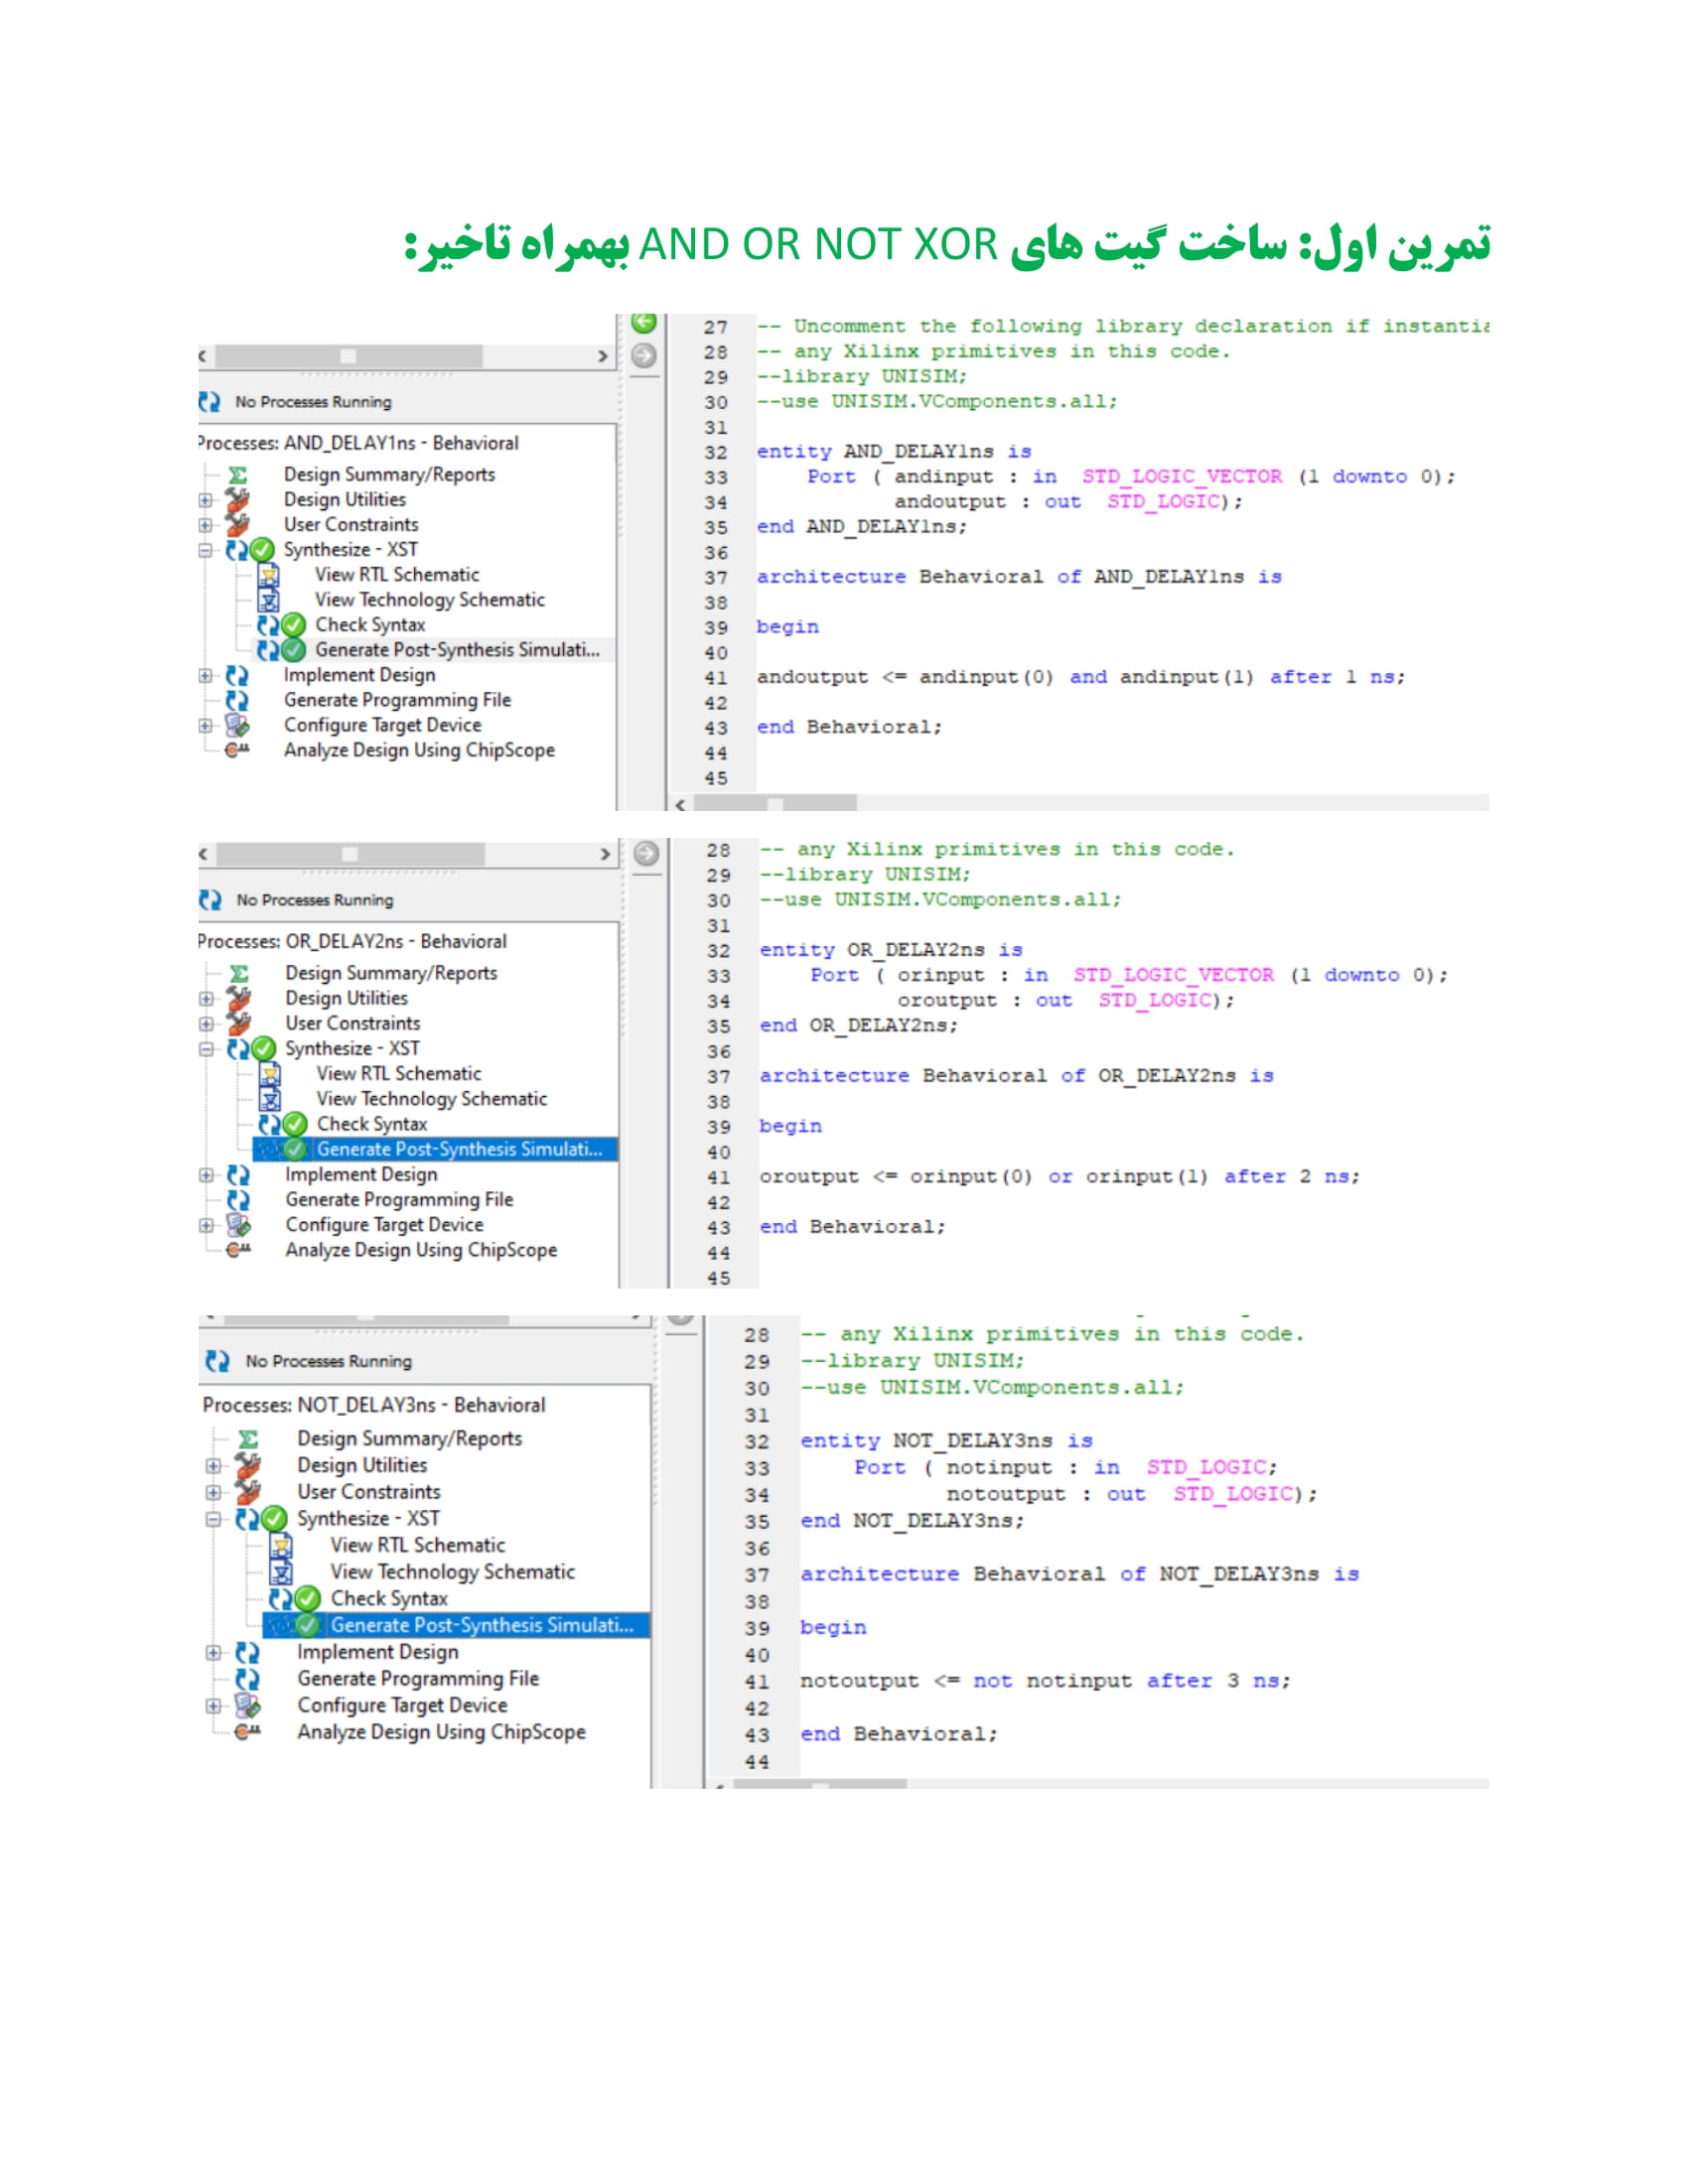 تمرین اول: ساخت گیت های AND OR NOT XOR بهمراه تاخیر:
No Processes Running
Processes: AND_DELAY1ns - Behavioral
Design Summary/Reports
Design Utilities
User Constraints
Synthesize - XST
View RTL Schematic
View Technology Schematic
Check Syntax
Generate Post-Synthesis Simulati...
Implement Design
Generate Programming File
Configure Target Device
Analyze Design Using ChipScope
27 -- Uncomment the following library declaration if instantia
28 -- any Xilinx primitives in this code.
29 --library UNISIM;
30 --use UNISIM.VComponents.all;
31
32 entity AND_DELAY1ns is
33 Port ( andinput : in STD_LOGIC_VECTOR (1 downto 0);
34 andoutput : out STD_LOGIC);
35 end AND_DELAY1ns;
36
37 architecture Behavioral of AND_DELAY1ns is
38
39 begin
40
41 andoutput <= andinput(0) and andinput(1) after 1 ns;
42
43 end Behavioral;
44
45
No Processes Running
Processes: OR_DELAY2ns - Behavioral
Design Summary/Reports
Design Utilities
User Constraints
Synthesize - XST
View RTL Schematic
View Technology Schematic
Check Syntax
Generate Post-Synthesis Simulati...
Implement Design
Generate Programming File
Configure Target Device
Analyze Design Using ChipScope
28 -- any Xilinx primitives in this code.
29 --library UNISIM;
30 --use UNISIM.VComponents.all;
31
32 entity OR_DELAY2ns is
33 Port ( orinput : in STD_LOGIC_VECTOR (1 downto 0);
34 oroutput : out STD_LOGIC);
35 end OR_DELAY2ns;
36
37 architecture Behavioral of OR_DELAY2ns is
38
39 begin
40
41 oroutput <= orinput(0) or orinput(1) after 2 ns;
42
43 end Behavioral;
44
45
No Processes Running
Processes: NOT_DELAY3ns - Behavioral
Design Summary/Reports
Design Utilities
User Constraints
Synthesize - XST
View RTL Schematic
View Technology Schematic
Check Syntax
Generate Post-Synthesis Simulati...
Implement Design
Generate Programming File
Configure Target Device
Analyze Design Using ChipScope
28 -- any Xilinx primitives in this code.
29 --library UNISIM;
30 --use UNISIM.VComponents.all;
31
32 entity NOT_DELAY3ns is
33 Port ( notinput : in STD_LOGIC;
34 notoutput : out STD_LOGIC);
35 end NOT_DELAY3ns;
36
37 architecture Behavioral of NOT_DELAY3ns is
38
39 begin
40
41 notoutput <= not notinput after 3 ns;
42
43 end Behavioral;
44